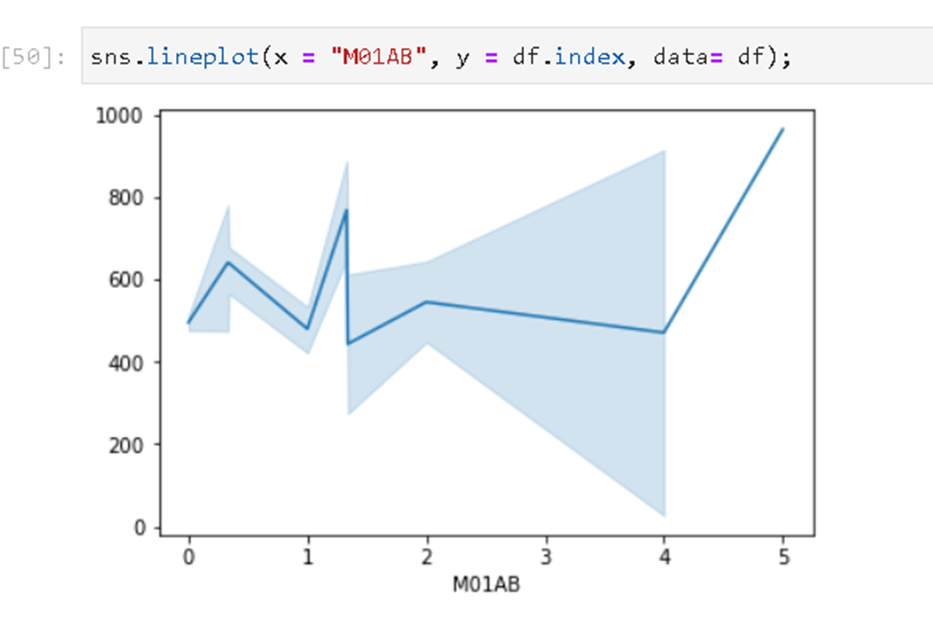 [50]: sns.lineplot(x = "M01AB", y = df.index, data= df);
1000
800
600
400
200
0
0 1 2 3 4 5
M01AB